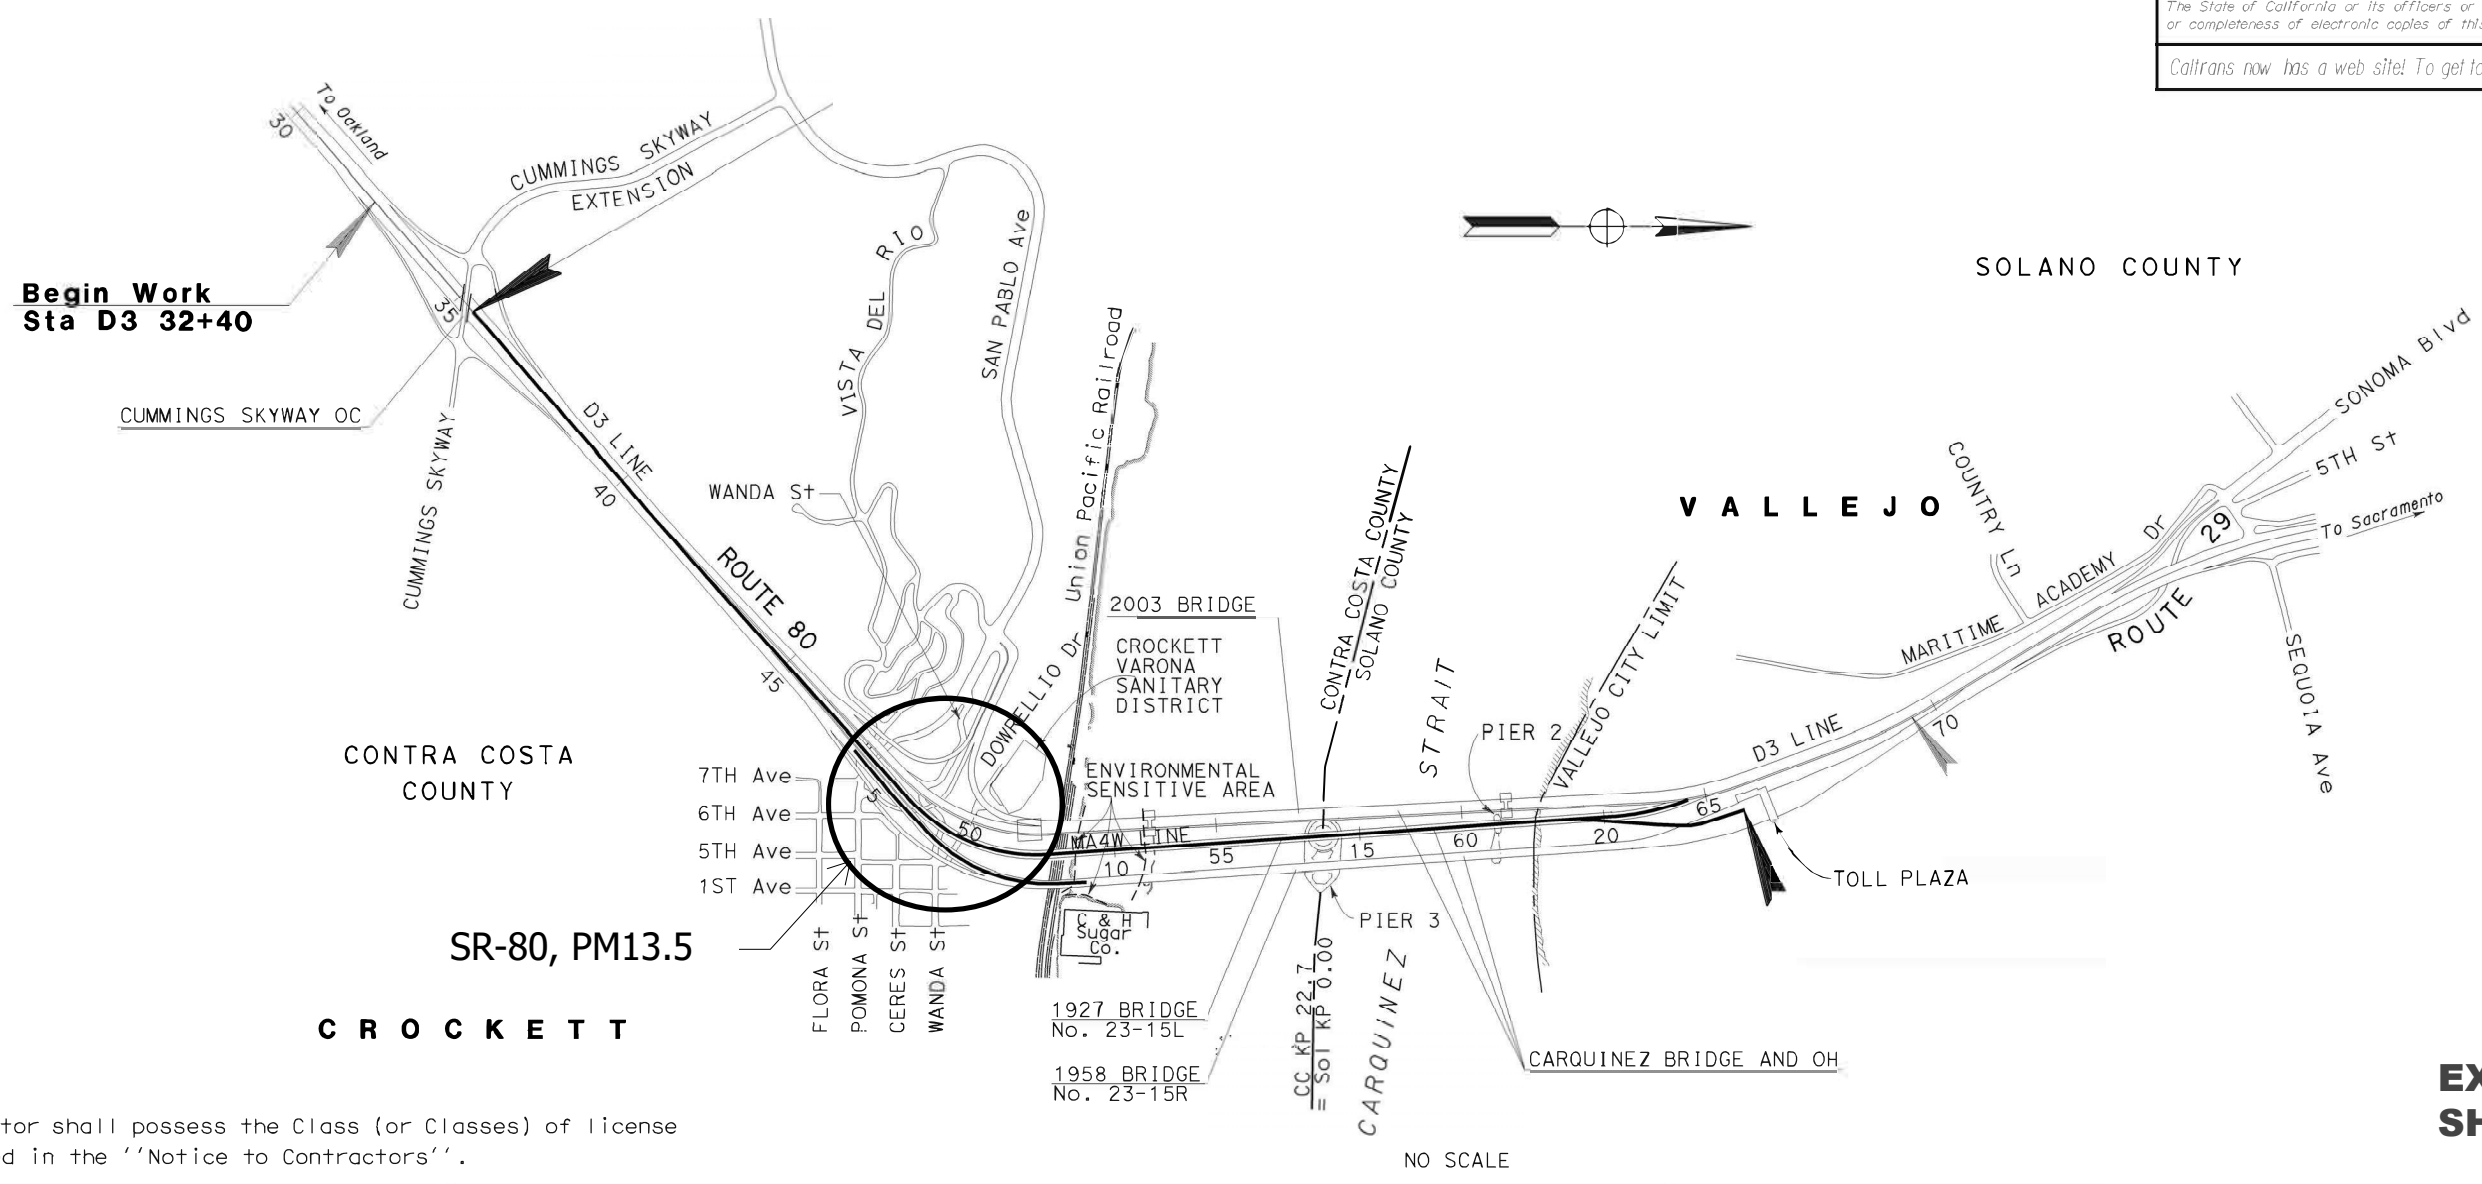 The State of California or its officers or
or completeness of electronic copies of this
Caltrans now has a web site! To get to
To Oakland
30
CUMMINGS SKYWAY
EXTENSION
Begin Work
Sta D3 32+40
35
CUMMINGS SKYWAY OC
CUMMINGS SKYWAY
D3 LINE
40
ROUTE 80
45
VISTA DEL RIO
SAN PABLO Ave
WANDA St
Union Pacific Railroad
DOWRELLIO Dr
2003 BRIDGE
CROCKETT
VARONA
SANITARY
DISTRICT
ENVIRONMENTAL
SENSITIVE AREA
CONTRA COSTA COUNTY
SOLANO COUNTY
STRAIT
PIER 2
VALLEJO CITY LIMIT
SOLANO COUNTY
VALLEJO
SONOMA Blvd
5TH St
To Sacramento
COUNTRY Ln
29
MARITIME ACADEMY Dr
ROUTE
SEQUOIA Ave
D3 LINE
70
65
CONTRA COSTA
COUNTY
7TH Ave
6TH Ave
5TH Ave
1ST Ave
5
50
MA4W LINE
10
55
15
60
20
TOLL PLAZA
PIER 3
C & H
Sugar
Co.
SR-80, PM13.5
FLORA St
POMONA St
CERES St
WANDA St
CROCKETT
1927 BRIDGE
No. 23-15L
1958 BRIDGE
No. 23-15R
CC KP 22.7
= Sol KP 0.00
CARQUINEZ
CARQUINEZ BRIDGE AND OH
NO SCALE
tor shall possess the Class (or Classes) of license
d in the ''Notice to Contractors''.
EX
SH